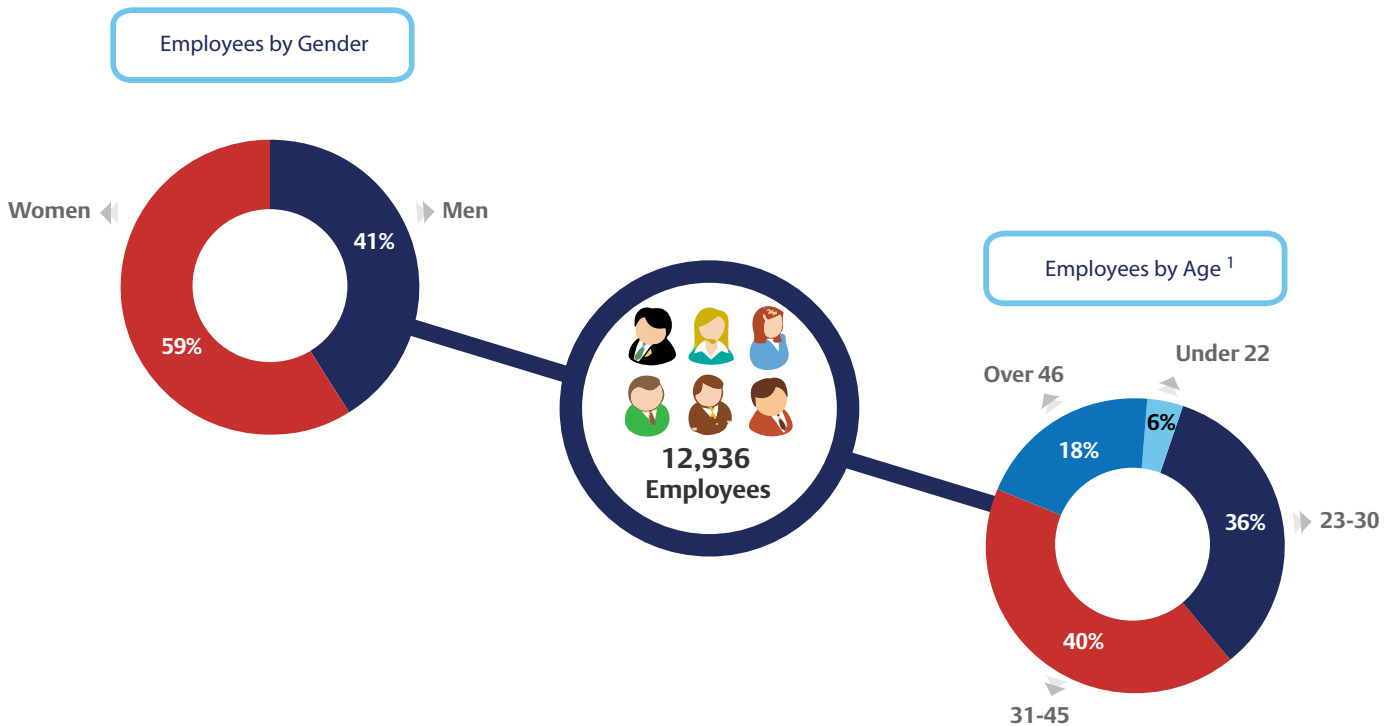 Employees by Gender
Women
Men
41%
59%
12,936
Employees
Employees by Age 1
Under 22
Over 46
6%
18%
36%
23-30
40%
31-45